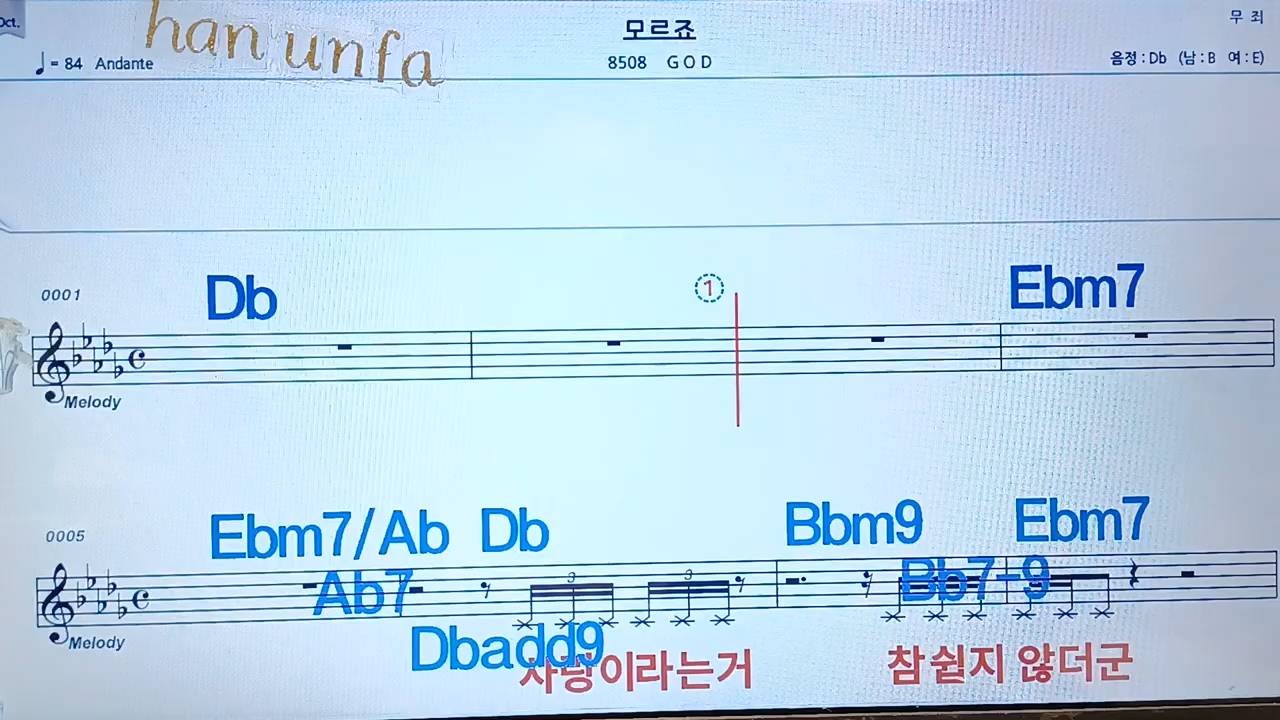 Oct.
han unfa
모르죠
무 죄
♩= 84 Andante
8508 G O D
음정 : Db (남 : B 여 : E)
0001
Db
1
Ebm7
Melody
0005
Ebm7/Ab Db Bbm9 Ebm7
Ab7 Bb7-9
3 3
Melody
Dbadd9
사랑이라는거 참 쉽지 않더군